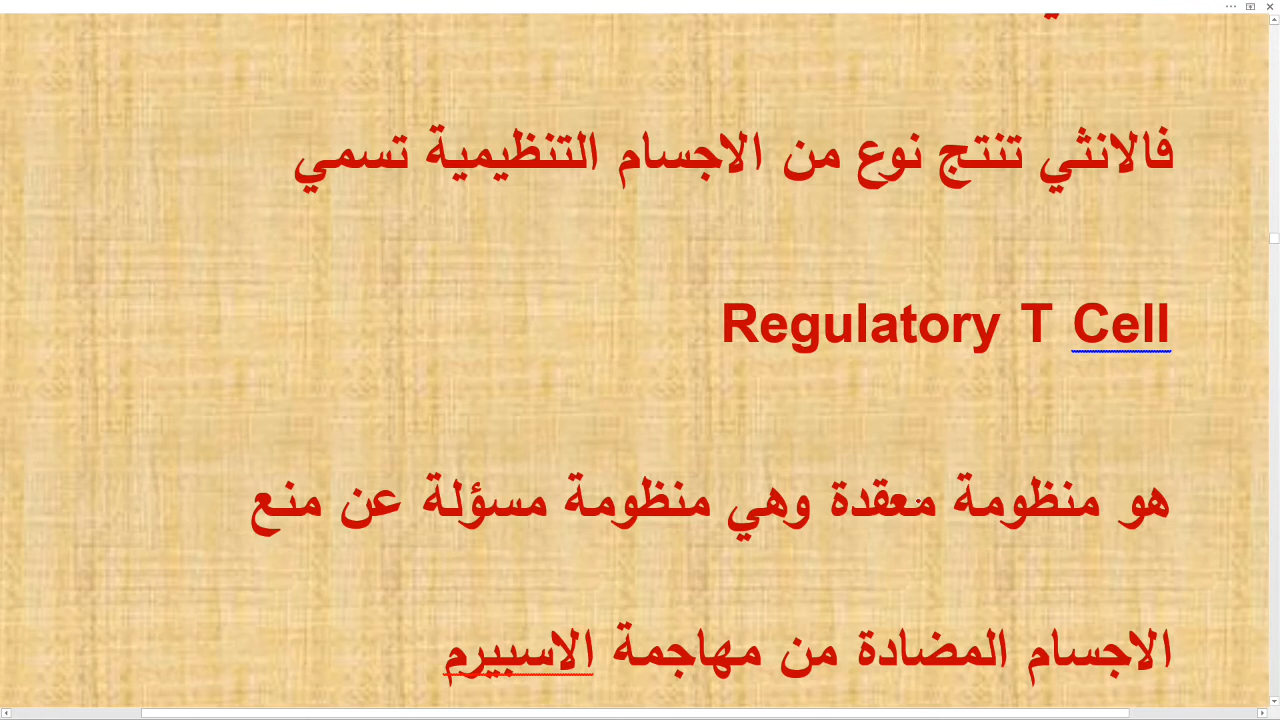 فالانثي تنتج نوع من الاجسام التنظيمية تسمي
Regulatory T Cell
هو منظومة معقدة وهي منظومة مسؤلة عن منع
الاجسام المضادة من مهاجمة الاسبيرم